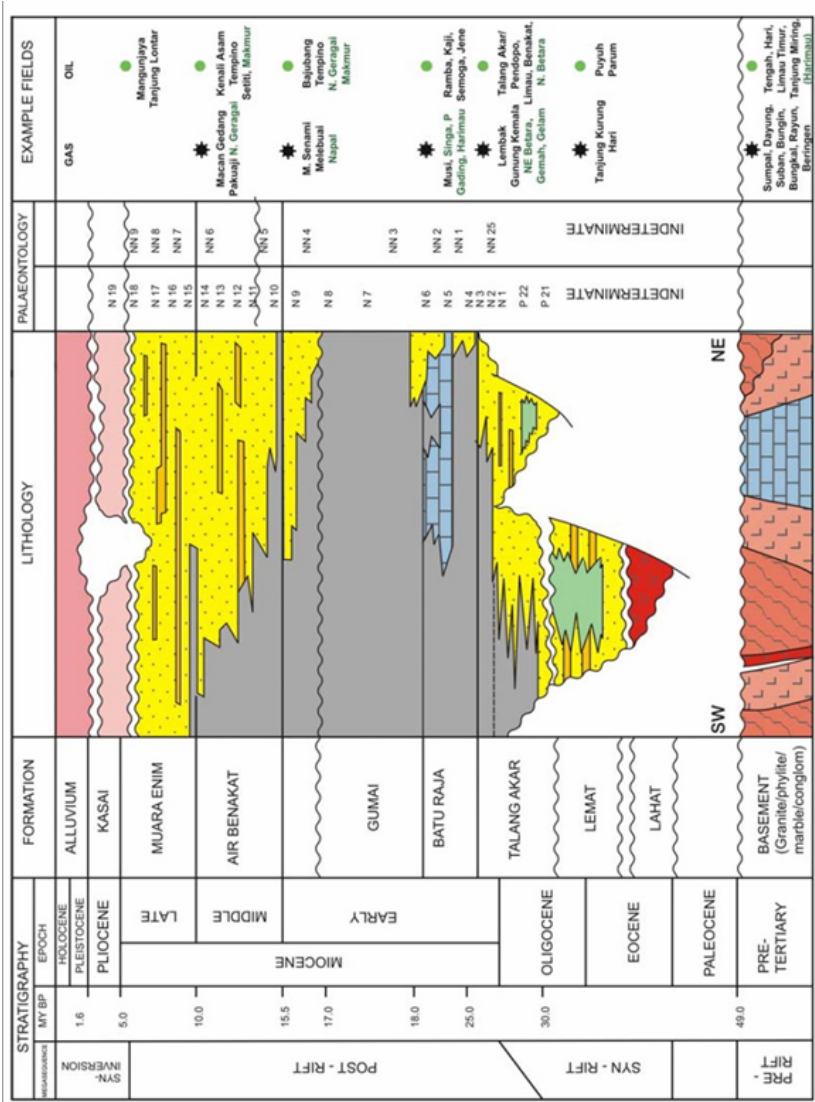 STRATIGRAPHY
FORMATION
LITHOLOGY
PALAEONTOLOGY
EXAMPLE FIELDS
MEGASEQUENCE
MY BP
EPOCH
GAS
OIL
SYN-
INVERSION
POST - RIFT
SYN - RIFT
PRE -
RIFT
1.6
5.0
10.0
15.5
17.0
18.0
25.0
30.0
49.0
HOLOCENE
PLEISTOCENE
PLIOCENE
MIOCENE
LATE
MIDDLE
EARLY
OLIGOCENE
EOCENE
PALEOCENE
PRE-
TERTIARY
ALLUVIUM
KASAI
MUARA ENIM
AIR BENAKAT
GUMAI
BATU RAJA
TALANG AKAR
LEMAT
LAHAT
BASEMENT
(Granite/phylite/
marble/conglom)
SW
NE
N 19
N 18
N 17
N 16
N 15
N 14
N 13
N 12
N 11
N 10
N 9
N 8
N 7
N 6
N 5
N 4
N 3
N 2
N 1
P 22
P 21
INDETERMINATE
INDETERMINATE
NN 9
NN 8
NN 7
NN 6
NN 5
NN 4
NN 3
NN 2
NN 1
NN 25
INDETERMINATE
INDETERMINATE
Mangunjaya
Tanjung Lontar
Macan Gedang
Pakuaji N. Geragai
Kenali Asam
Tempino
Setiti, Makmur
M. Senami
Melebuai
Napal
Bajubang
Tempino
N. Geragai
Makmur
Musi, Singa, P
Gading, Harimau
Ramba, Kaji,
Semoga, Jene
Lembak
Gunung Kemala
NE Betara,
Gemah, Gelam
Talang Akar/
Pendopo,
Limau, Benakat,
N. Betara
Tanjung Kurung
Hari
Puyuh
Parum
Sumpal, Dayung,
Suban, Bungin,
Bungkal, Rayun,
Beringen
Tengah, Hari,
Limau Timur,
Tanjung Miring,
(Harimau)